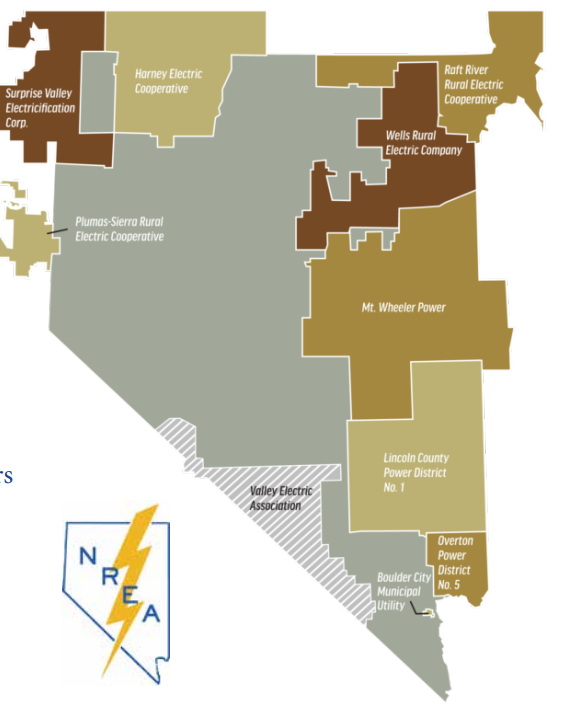 Surprise Valley
Electricification
Corp.
Harney Electric
Cooperative
Raft River
Rural Electric
Cooperative
Wells Rural
Electric Company
Plumas-Sierra Rural
Electric Cooperative
Mt. Wheeler Power
Lincoln County
Power District
No. 1
rs
Valley Electric
Association
Overton
Power
District
No. 5
Boulder City
Municipal
Utility
N
R
E
A